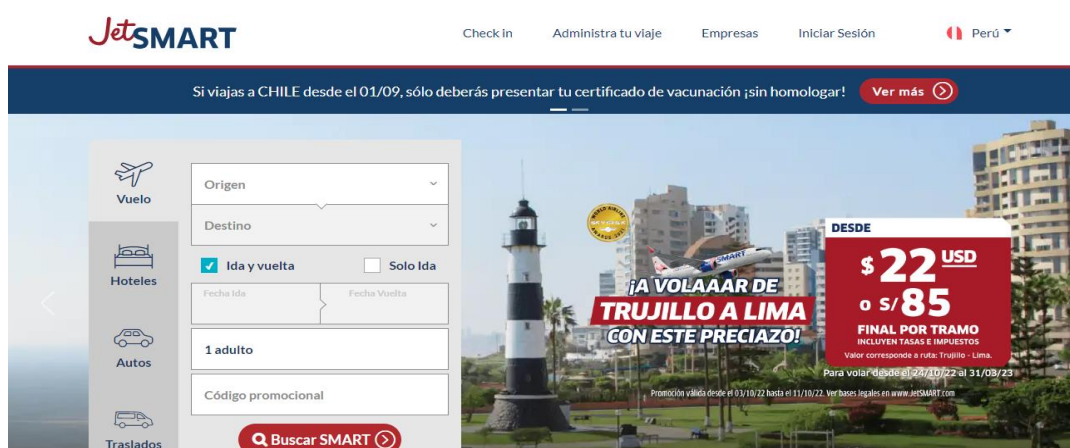 JetSMART
Check in Administra tu viaje Empresas Iniciar Sesión Perú
Si viajas a CHILE desde el 01/09, sólo deberás presentar tu certificado de vacunación ¡sin homologar! Ver más
Vuelo
Hoteles
Autos
Traslados
Origen
Destino
Ida y vuelta Solo Ida
Fecha Ida Fecha Vuelta
1 adulto
Código promocional
Buscar SMART
SMART
¡A VOLAAAR DE
TRUJILLO A LIMA
CON ESTE PRECIAZO!
DESDE
$22 USD
o S/85
FINAL POR TRAMO
INCLUYEN TASAS E IMPUESTOS
Valor corresponde a ruta: Trujillo - Lima.
Para volar desde el 24/10/22 al 31/03/23
Promoción válida desde el 03/10/22 hasta el 11/10/22. Ver bases legales en www.JetSMART.com